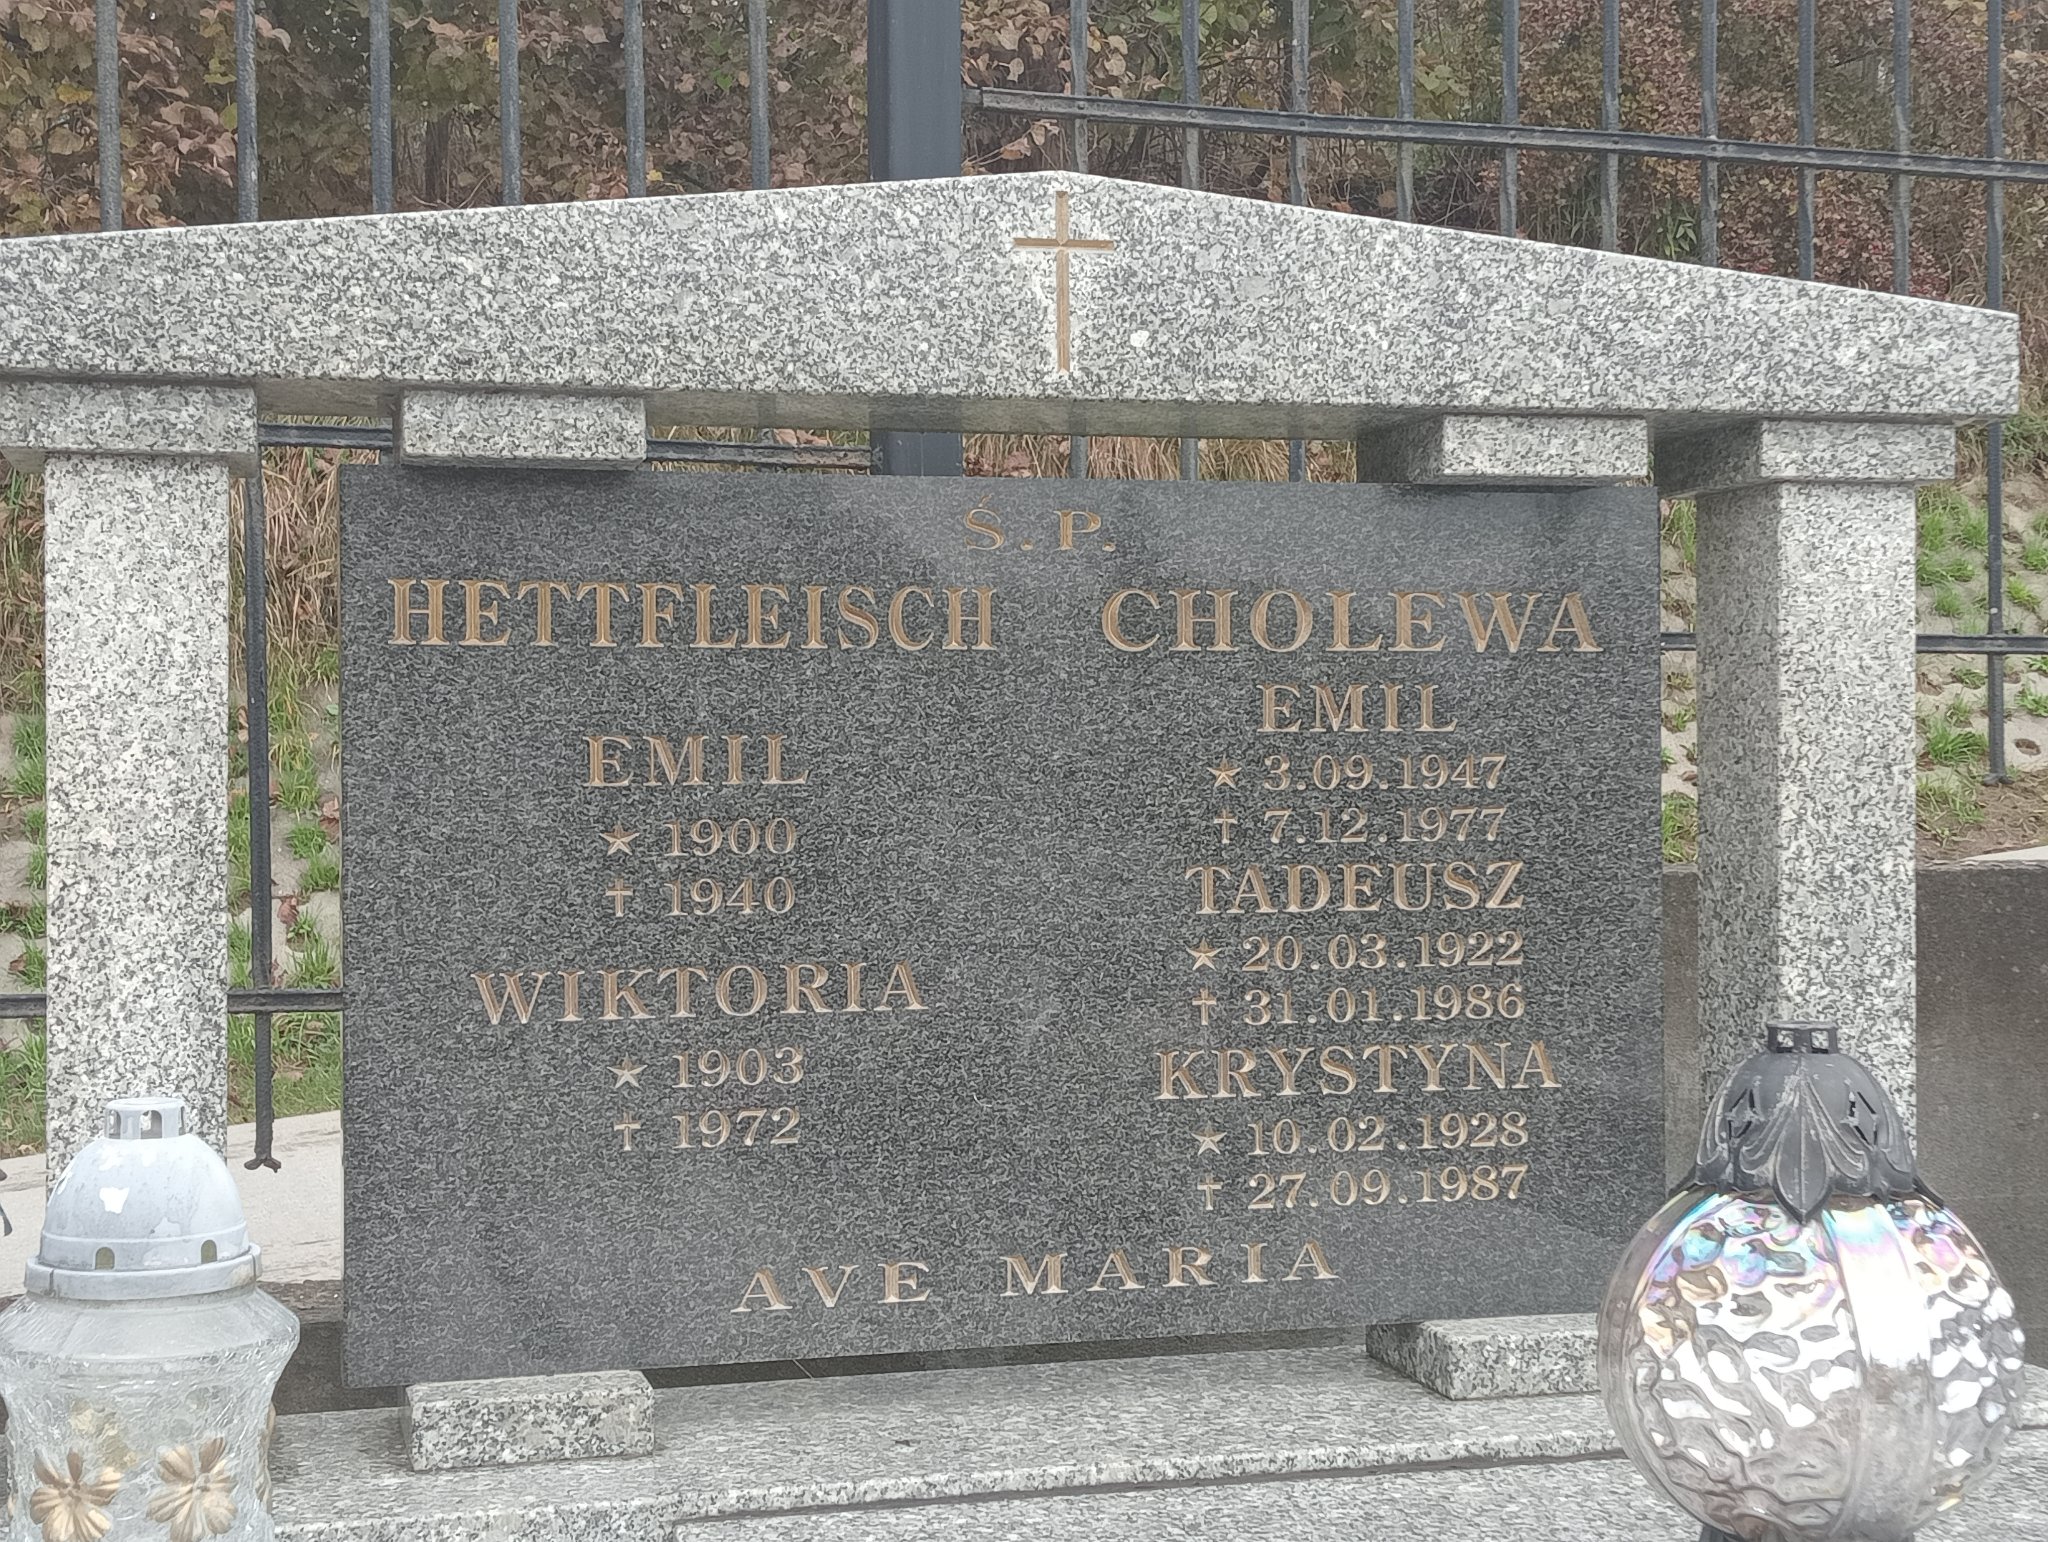 Ś.P.
HETTFLEISCH
EMIL
★ 1900
✝ 1940
WIKTORIA
★ 1903
✝ 1972
CHOLEWA
EMIL
★ 3.09.1947
✝ 7.12.1977
TADEUSZ
★ 20.03.1922
✝ 31.01.1986
KRYSTYNA
★ 10.02.1928
✝ 27.09.1987
AVE MARIA